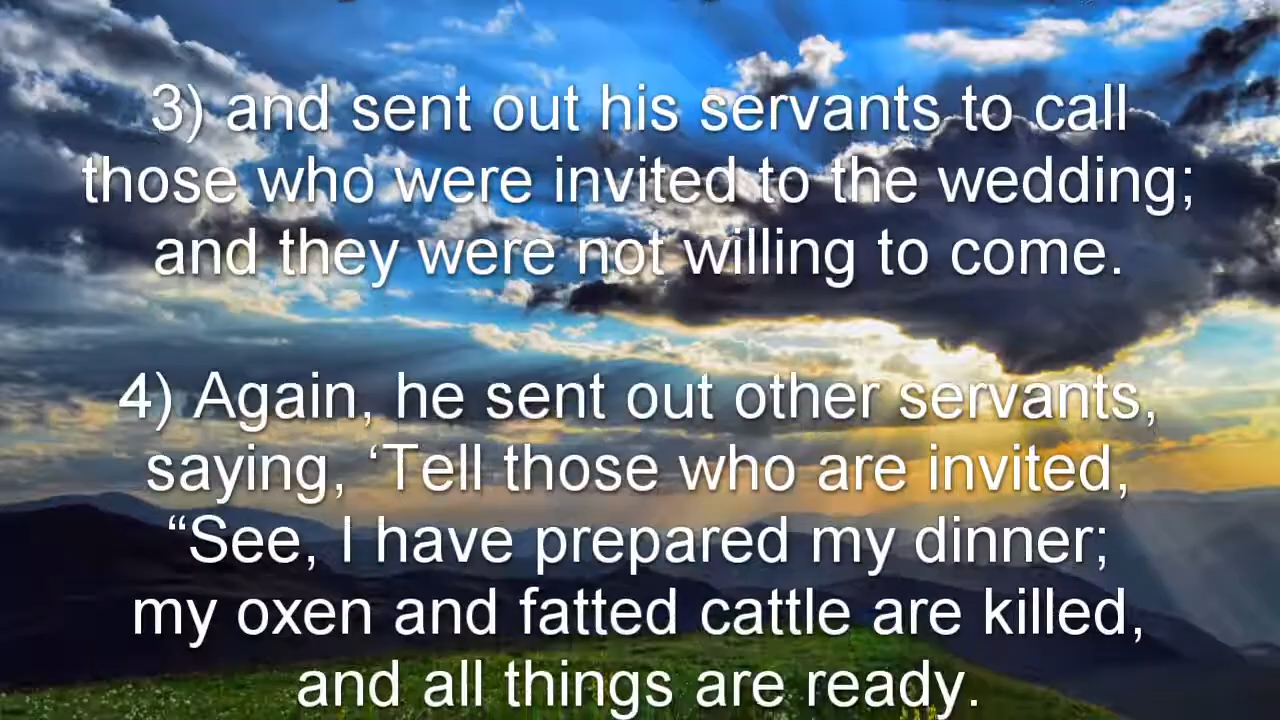 3) and sent out his servants to call
those who were invited to the wedding;
and they were not willing to come.
4) Again, he sent out other servants,
saying, ‘Tell those who are invited,
“See, I have prepared my dinner;
my oxen and fatted cattle are killed,
and all things are ready.